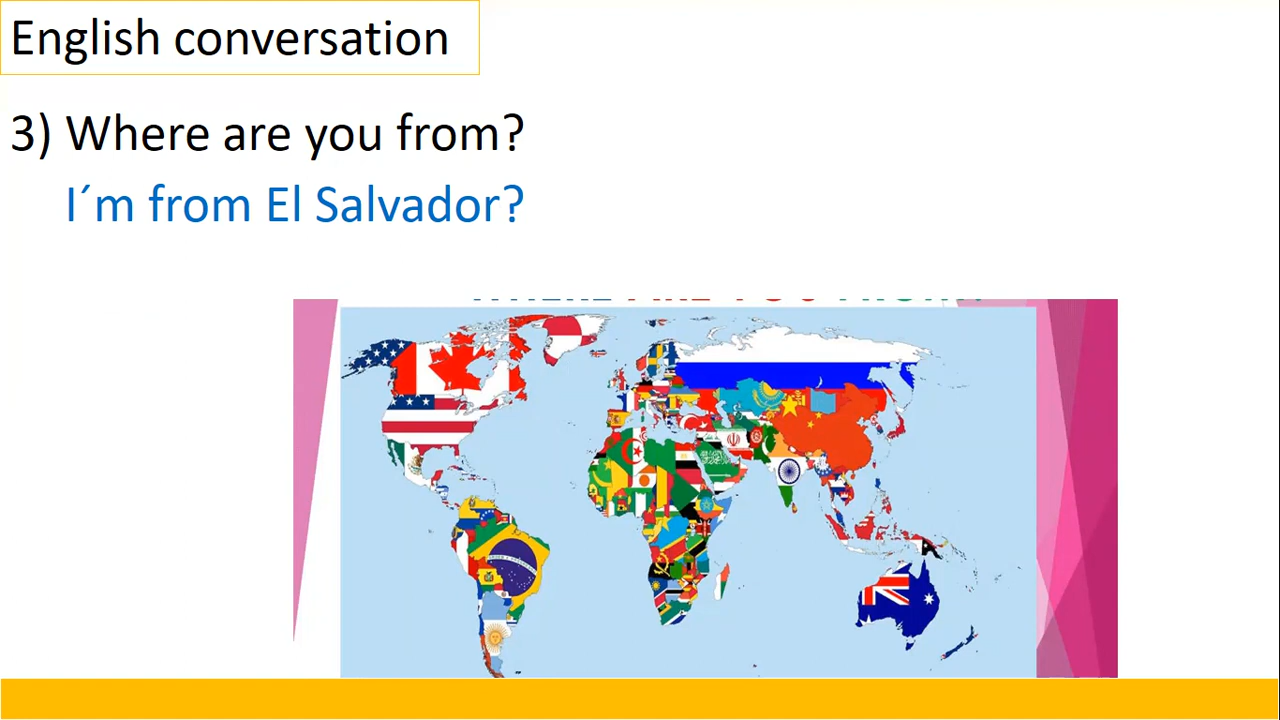 English conversation
3) Where are you from?
I´m from El Salvador?